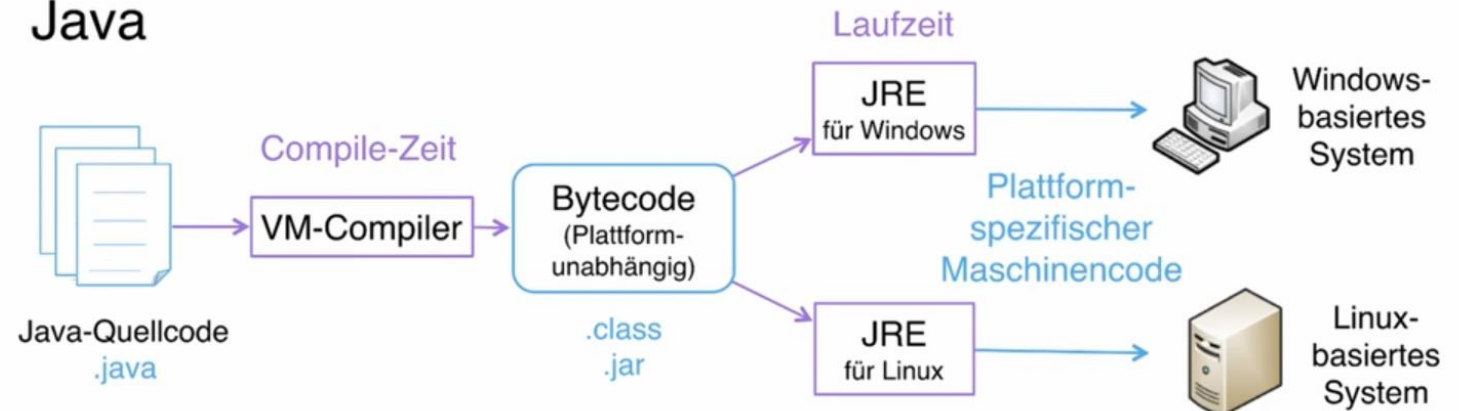 Java
Laufzeit
JRE
für Windows
Windows-
basiertes
System
Compile-Zeit
VM-Compiler
Bytecode
(Plattform-
unabhängig)
Plattform-
spezifischer
Maschinencode
Java-Quellcode
.java
.class
.jar
JRE
für Linux
Linux-
basiertes
System